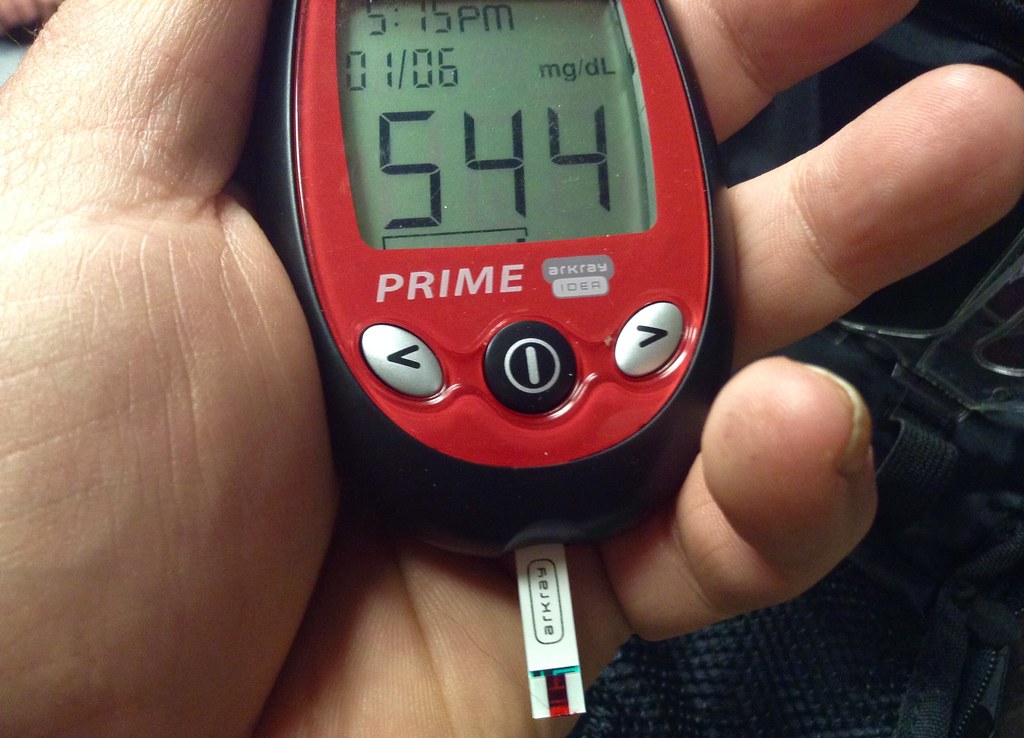 5:15PM
01/06 mg/dL
544
PRIME arkray
IDEA
< >
arkray